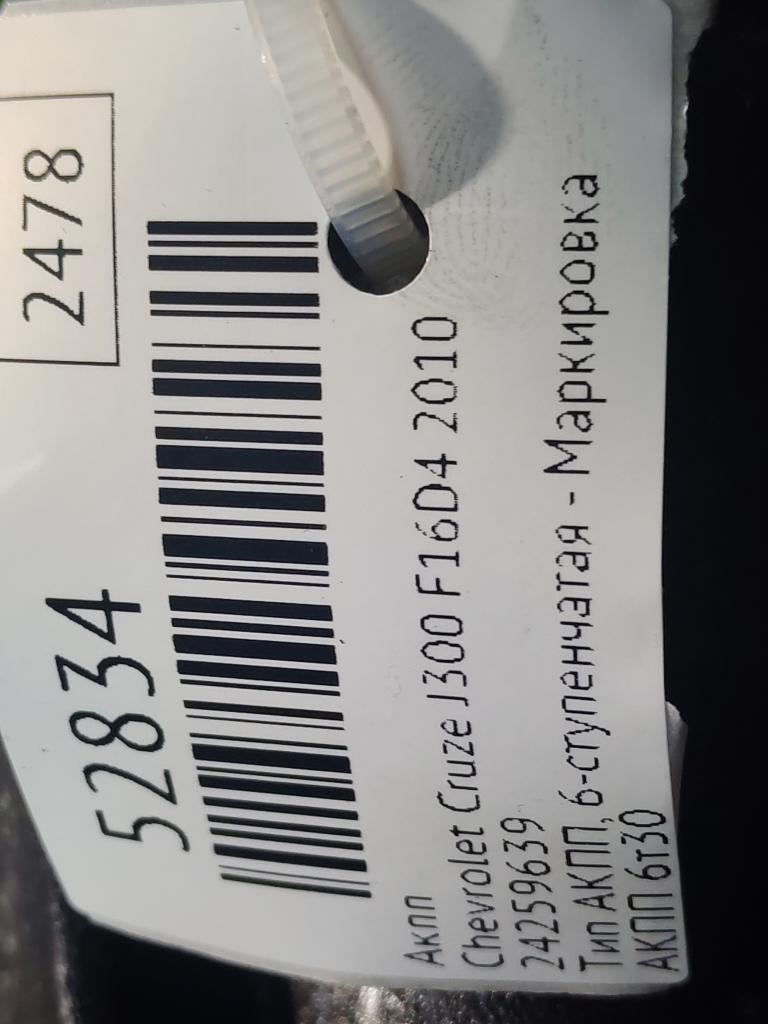 2478
52834
Акпп
Chevrolet Cruze J300 F16D4 2010
24259639
Тип АКПП, 6-ступенчатая - Маркировка
АКПП 6т30